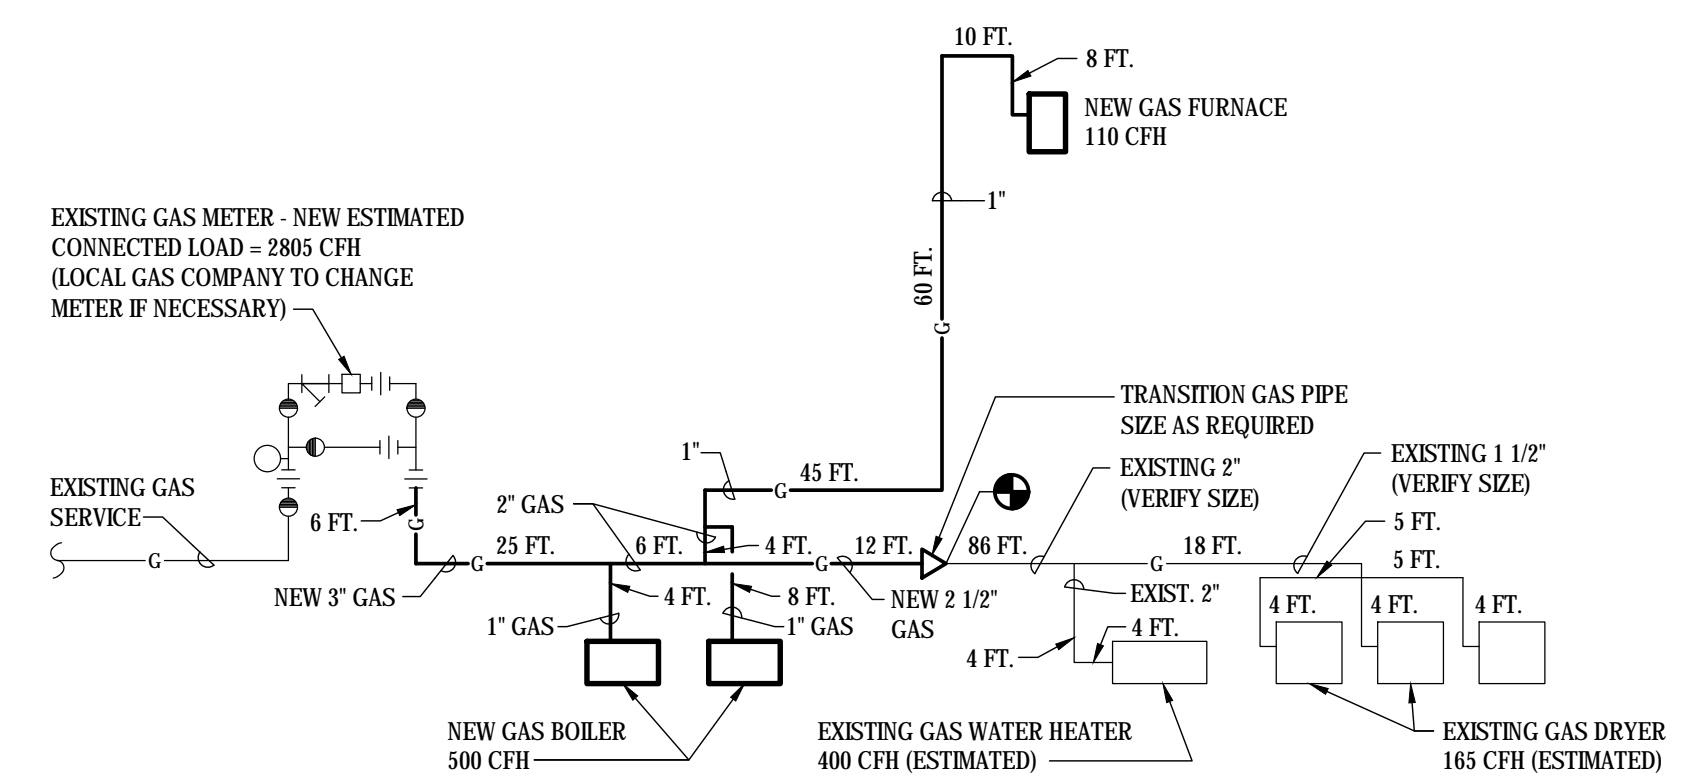 10 FT.
8 FT.
NEW GAS FURNACE
110 CFH
1"
60 FT.
G
EXISTING GAS METER - NEW ESTIMATED
CONNECTED LOAD = 2805 CFH
(LOCAL GAS COMPANY TO CHANGE
METER IF NECESSARY)
TRANSITION GAS PIPE
SIZE AS REQUIRED
1"
45 FT.
G
EXISTING 2"
(VERIFY SIZE)
EXISTING 1 1/2"
(VERIFY SIZE)
EXISTING GAS
SERVICE
G
6 FT.
G
2" GAS
25 FT.
G
6 FT.
4 FT.
G
12 FT.
86 FT.
G
18 FT.
5 FT.
5 FT.
NEW 3" GAS
4 FT.
1" GAS
8 FT.
1" GAS
NEW 2 1/2"
GAS
EXIST. 2"
4 FT.
4 FT.
4 FT.
4 FT.
4 FT.
NEW GAS BOILER
500 CFH
EXISTING GAS WATER HEATER
400 CFH (ESTIMATED)
EXISTING GAS DRYER
165 CFH (ESTIMATED)